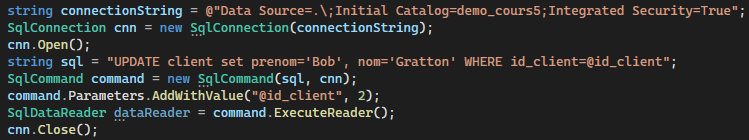 string connectionString = @"Data Source=.\;Initial Catalog=demo_cours5;Integrated Security=True";
SqlConnection cnn = new SqlConnection(connectionString);
cnn.Open();
string sql = "UPDATE client set prenom='Bob', nom='Gratton' WHERE id_client=@id_client";
SqlCommand command = new SqlCommand(sql, cnn);
command.Parameters.AddWithValue("@id_client", 2);
SqlDataReader dataReader = command.ExecuteReader();
cnn.Close();